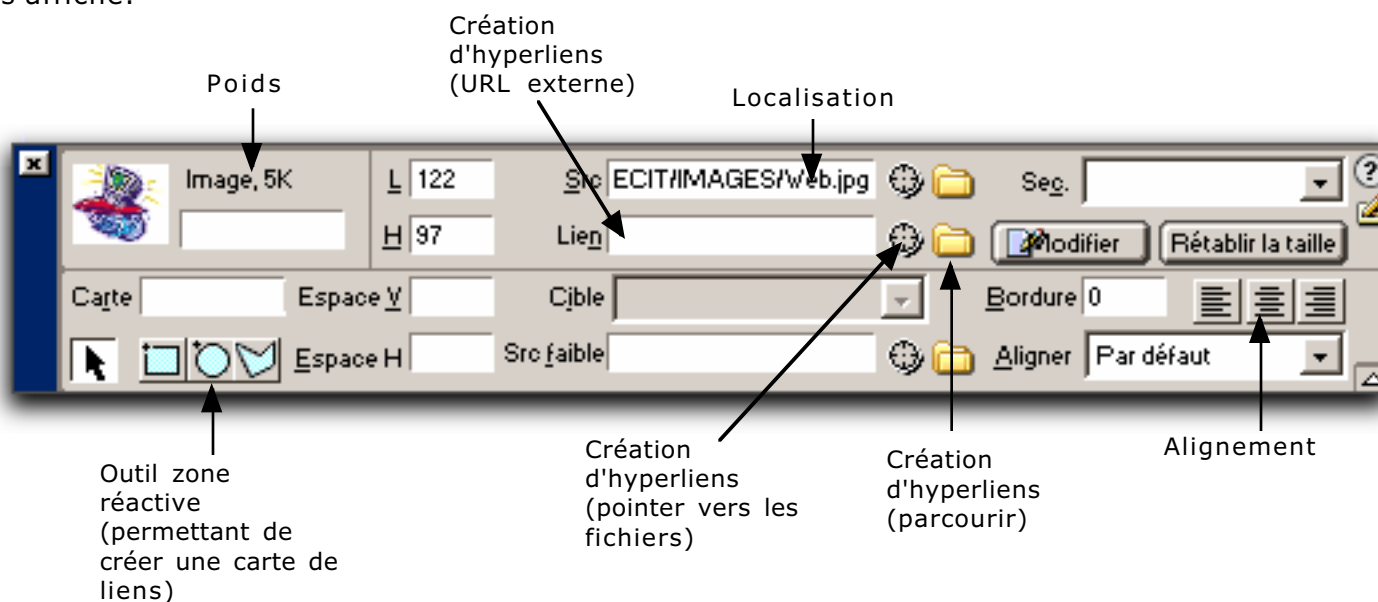 s affiché.
Création
d'hyperliens
(URL externe)
Poids
Localisation
Image, 5K
L 122
Src ECIT/IMAGES/Web.jpg
Sec.
H 97
Lien
Modifier
Rétablir la taille
Carte
Espace V
Cible
Bordure 0
Espace H
Src faible
Aligner Par défaut
Outil zone
réactive
(permettant de
créer une carte de
liens)
Création
d'hyperliens
(pointer vers les
fichiers)
Création
d'hyperliens
(parcourir)
Alignement